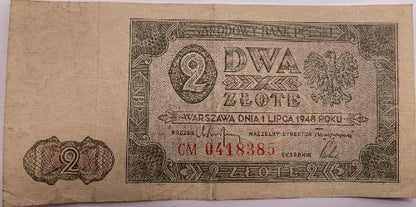 NARODOWY BANK POLSKI
2 DWA
ZŁOTE
WARSZAWA DNIA 1 LIPCA 1948 ROKU
PREZES NACZELNY DYREKTOR
CM 0418385
SKARBNIK
2
2 ZŁOTE 2